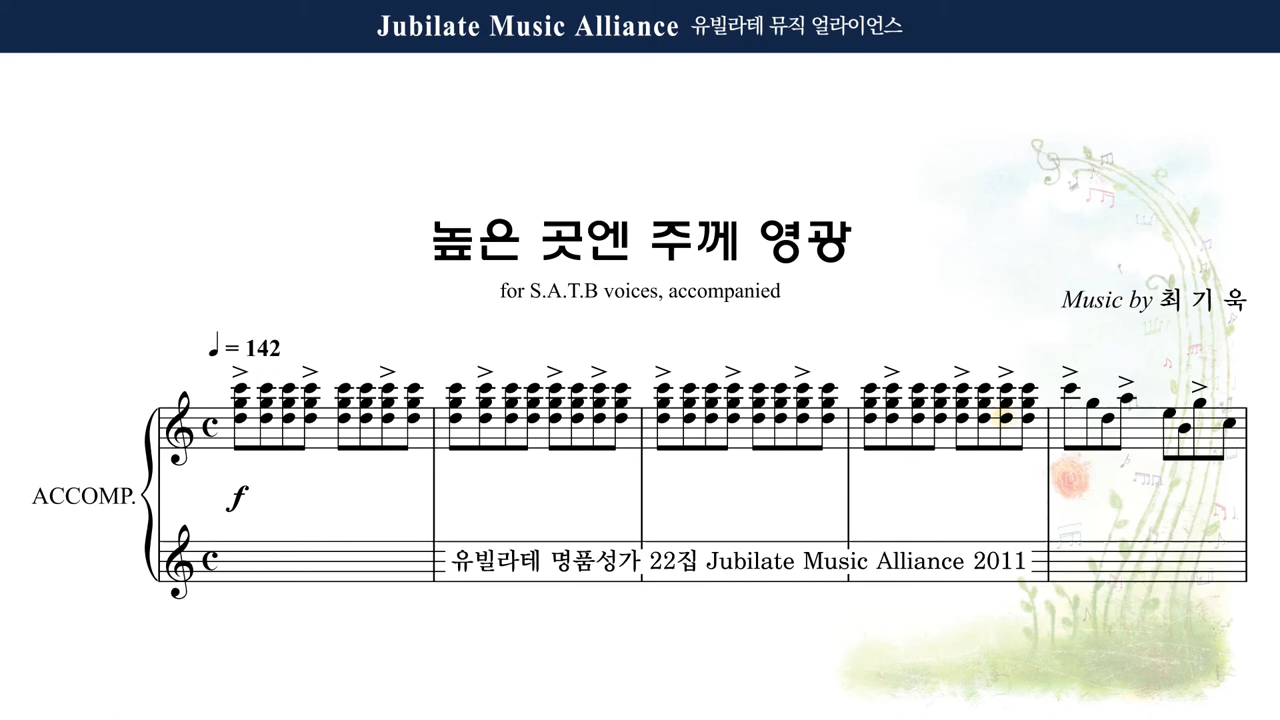 Jubilate Music Alliance 유빌라테 뮤직 얼라이언스
높은 곳엔 주께 영광
for S.A.T.B voices, accompanied
Music by 최 기 욱
♩ = 142
ACCOMP.
f
유빌라테 명품성가 22집 Jubilate Music Alliance 2011